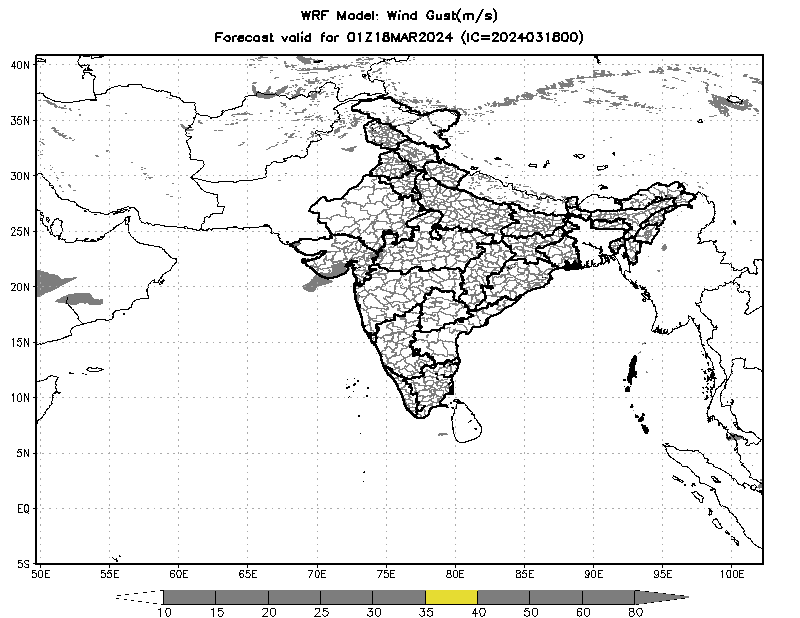 WRF Model: Wind Gust(m/s)
Forecast valid for 01Z18MAR2024 (IC=2024031800)
40N
35N
30N
25N
20N
15N
10N
5N
EQ
5S
50E 55E 60E 65E 70E 75E 80E 85E 90E 95E 100E
10 15 20 25 30 35 40 50 60 80